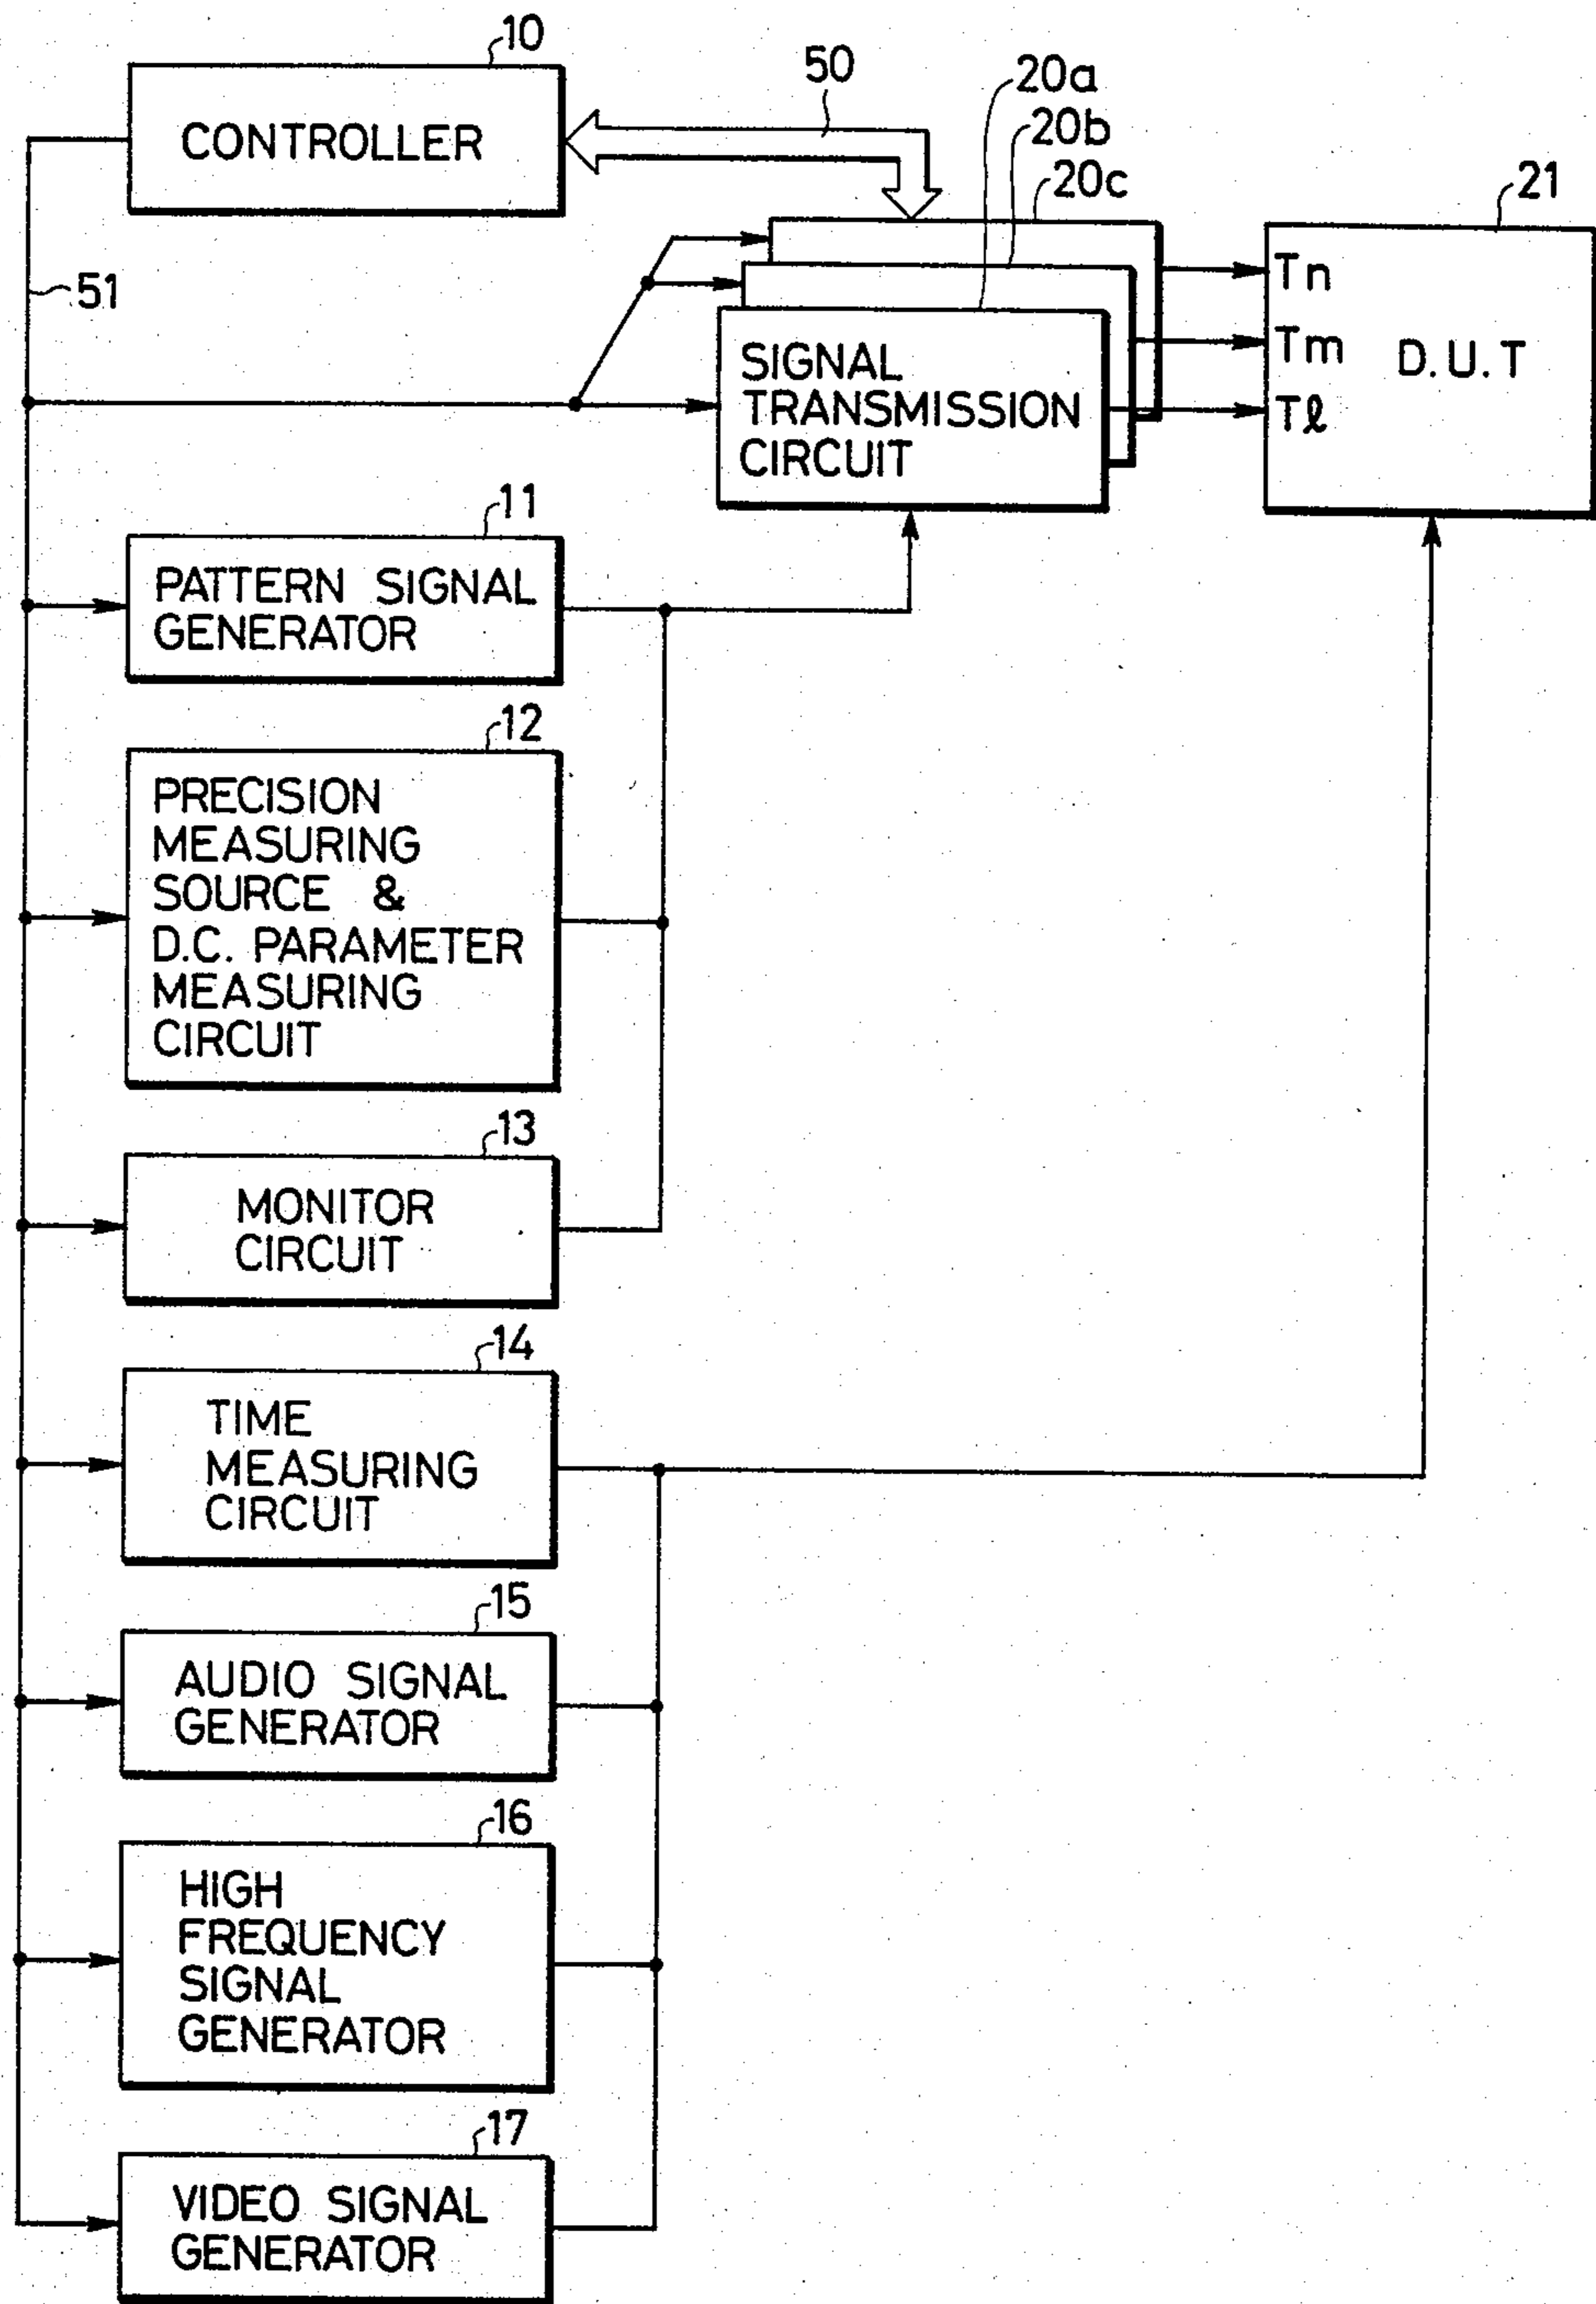 10
CONTROLLER
50
20a
20b
20c
21
51
Tn
Tm
Tℓ
D.U.T
SIGNAL
TRANSMISSION
CIRCUIT
11
PATTERN SIGNAL
GENERATOR
12
PRECISION
MEASURING
SOURCE &
D.C. PARAMETER
MEASURING
CIRCUIT
13
MONITOR
CIRCUIT
14
TIME
MEASURING
CIRCUIT
15
AUDIO SIGNAL
GENERATOR
16
HIGH
FREQUENCY
SIGNAL
GENERATOR
17
VIDEO SIGNAL
GENERATOR